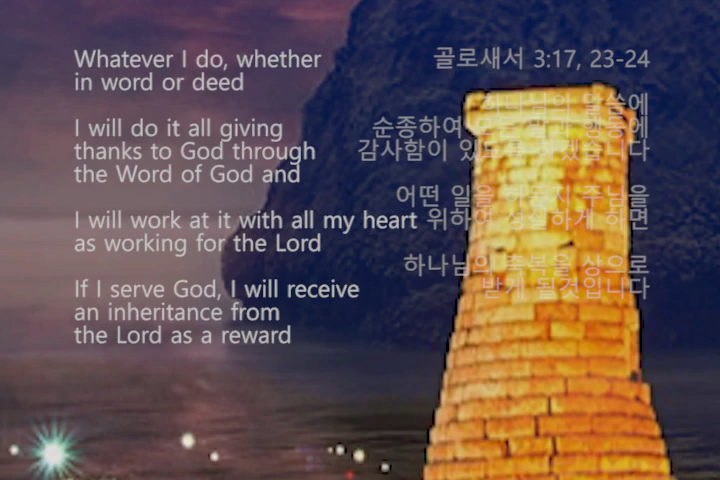 Whatever I do, whether
in word or deed
I will do it all giving
thanks to God through
the Word of God and
I will work at it with all my heart
as working for the Lord
If I serve God, I will receive
an inheritance from
the Lord as a reward
골로새서 3:17, 23-24
하나님의 말씀에
순종하여
감사함이
어떤 일을 주님을
위하여 성실하게 하면
하나님의 축복을 상으로
받게 될것입니다